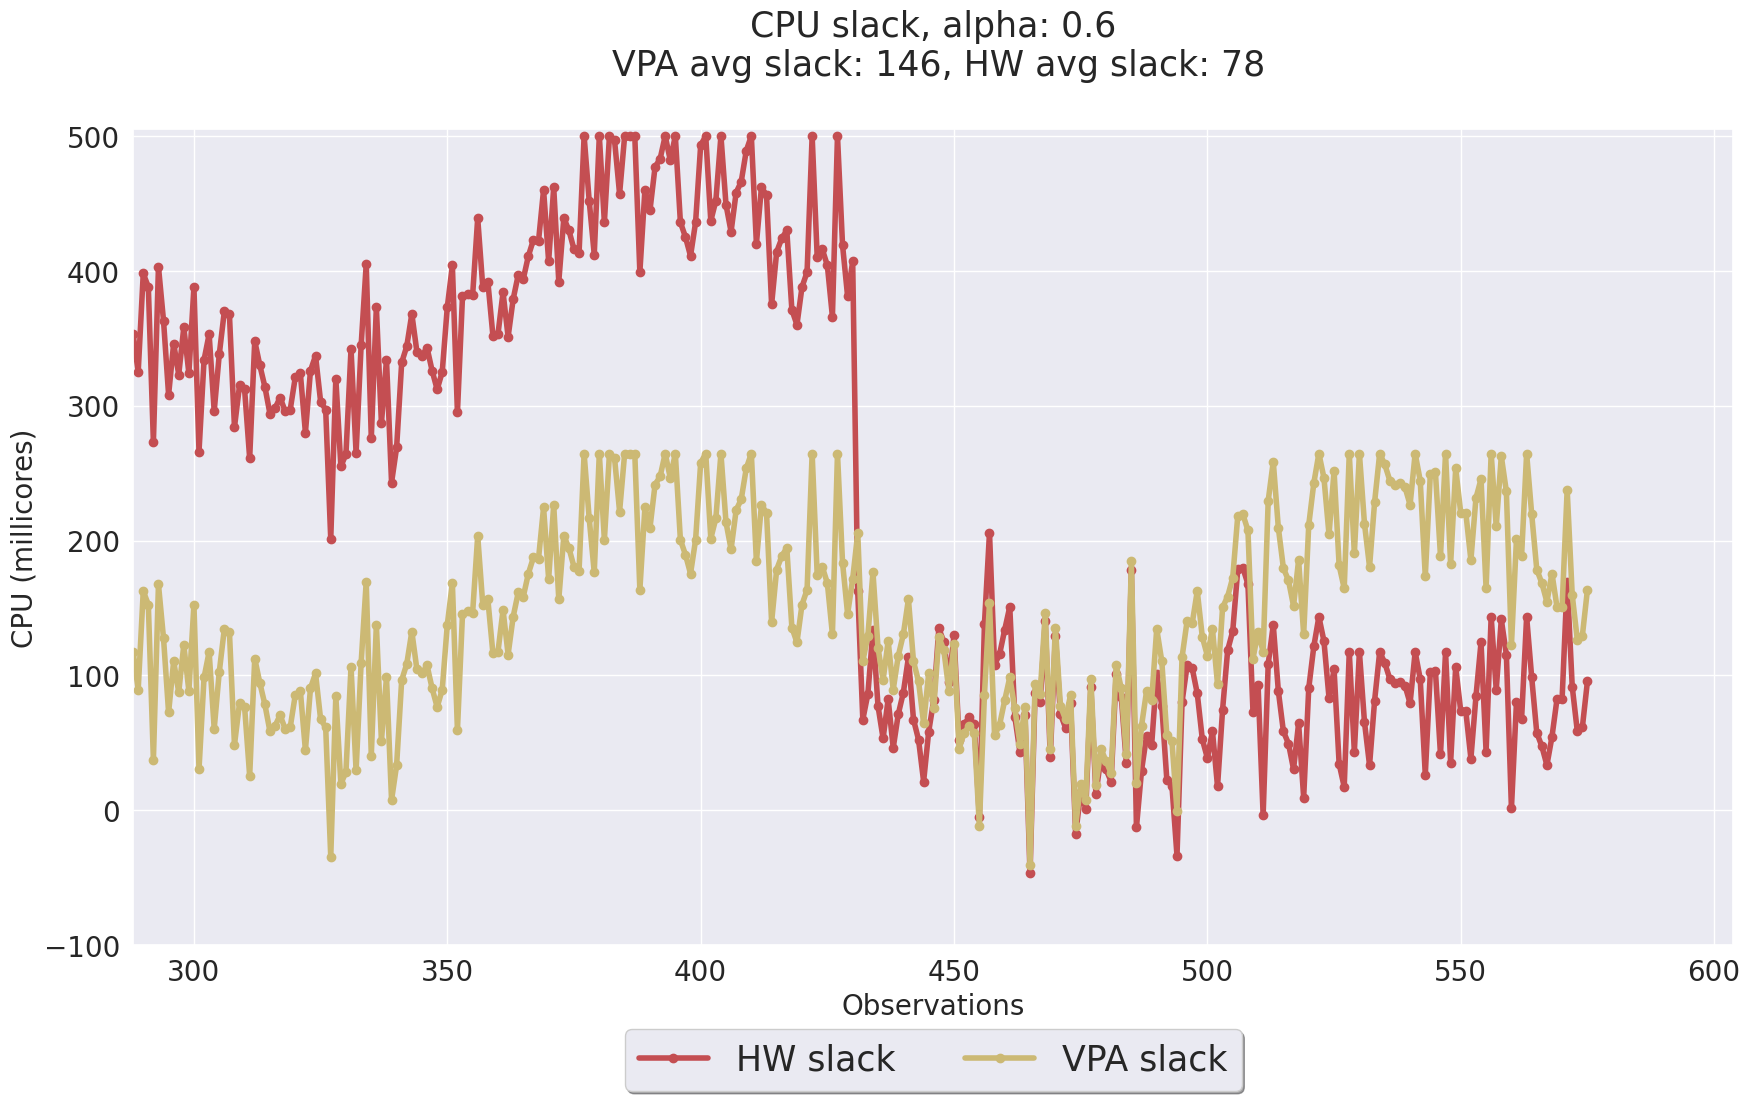 CPU slack, alpha: 0.6
VPA avg slack: 146, HW avg slack: 78
500
400
300
200
100
0
−100
CPU (millicores)
300
350
400
450
500
550
600
Observations
HW slack
VPA slack